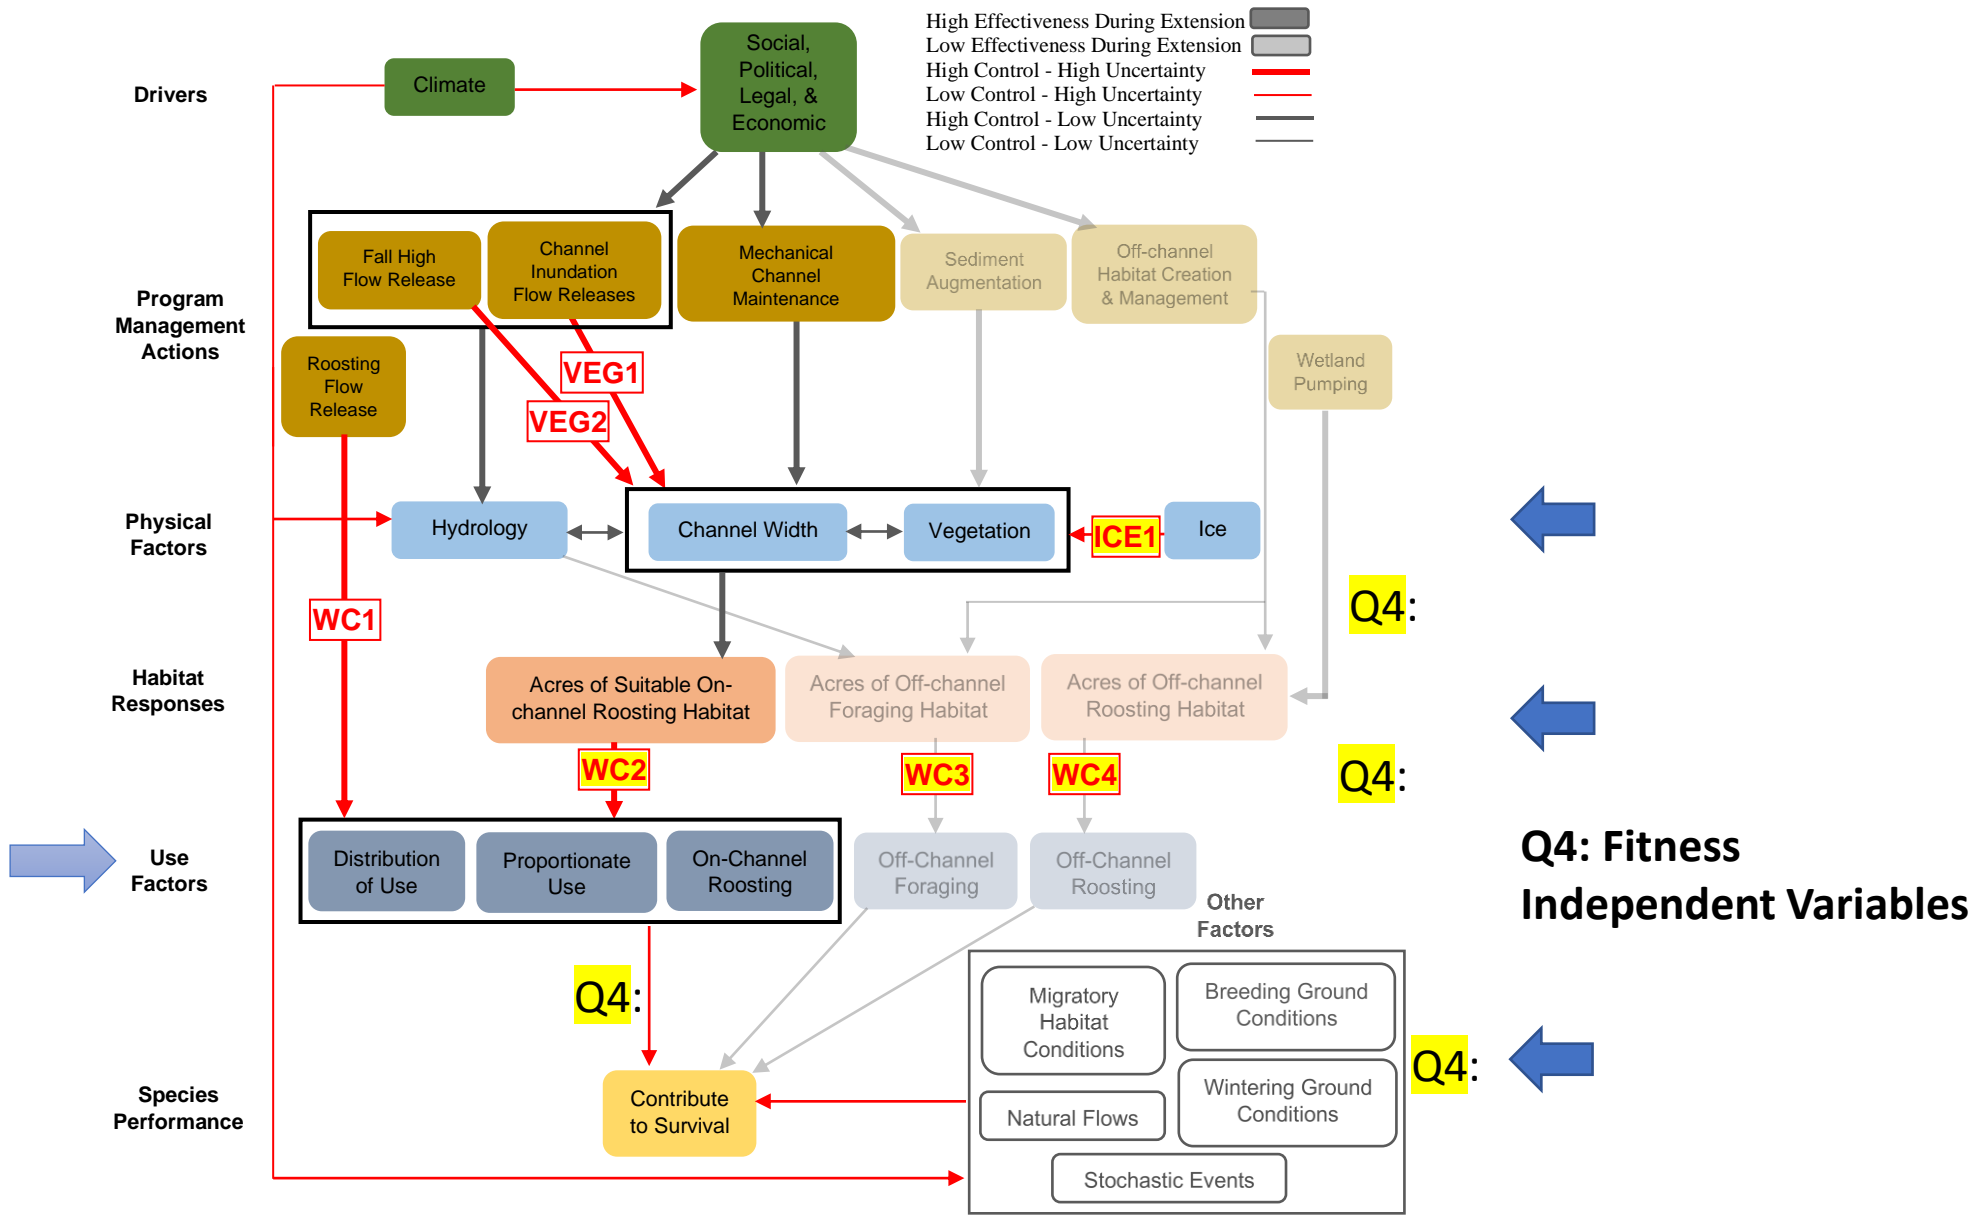 High Effectiveness During Extension
Low Effectiveness During Extension
High Control - High Uncertainty
Low Control - High Uncertainty
High Control - Low Uncertainty
Low Control - Low Uncertainty
Drivers
Climate
Social,
Political,
Legal, &
Economic
Program
Management
Actions
Fall High
Flow Release
Channel
Inundation
Flow Releases
Mechanical
Channel
Maintenance
Sediment
Augmentation
Off-channel
Habitat Creation
& Management
Roosting
Flow
Release
Wetland
Pumping
VEG1
VEG2
Physical
Factors
Hydrology
Channel Width
Vegetation
ICE1
Ice
WC1
Q4:
Habitat
Responses
Acres of Suitable On-
channel Roosting Habitat
Acres of Off-channel
Foraging Habitat
Acres of Off-channel
Roosting Habitat
WC2
WC3
WC4
Q4:
Use
Factors
Distribution
of Use
Proportionate
Use
On-Channel
Roosting
Off-Channel
Foraging
Off-Channel
Roosting
Q4: Fitness
Independent Variables
Other
Factors
Q4:
Migratory
Habitat
Conditions
Breeding Ground
Conditions
Q4:
Wintering Ground
Conditions
Natural Flows
Stochastic Events
Species
Performance
Contribute
to Survival